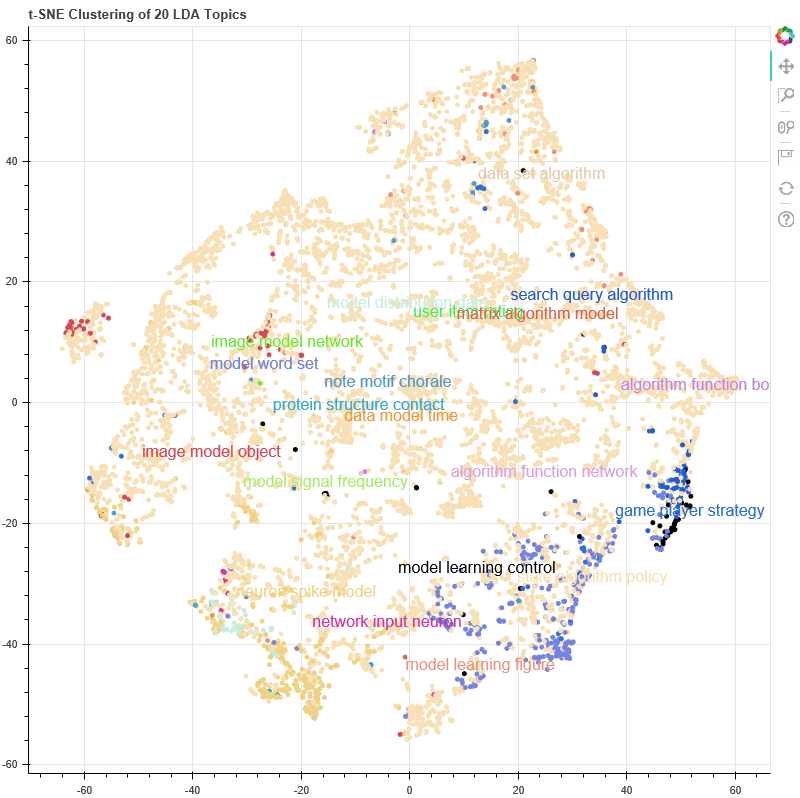 t-SNE Clustering of 20 LDA Topics
60
data set algorithm
40
20
search query algorithm
model distribution data
user item rating
matrix algorithm model
image model network
model word set
note motif chorale
algorithm function bo
protein structure contact
data model time
0
image model object
algorithm function network
model signal frequency
game player strategy
-20
model learning control
state algorithm policy
neuron spike model
network input neuron
-40
model learning figure
-60
-60 -40 -20 0 20 40 60